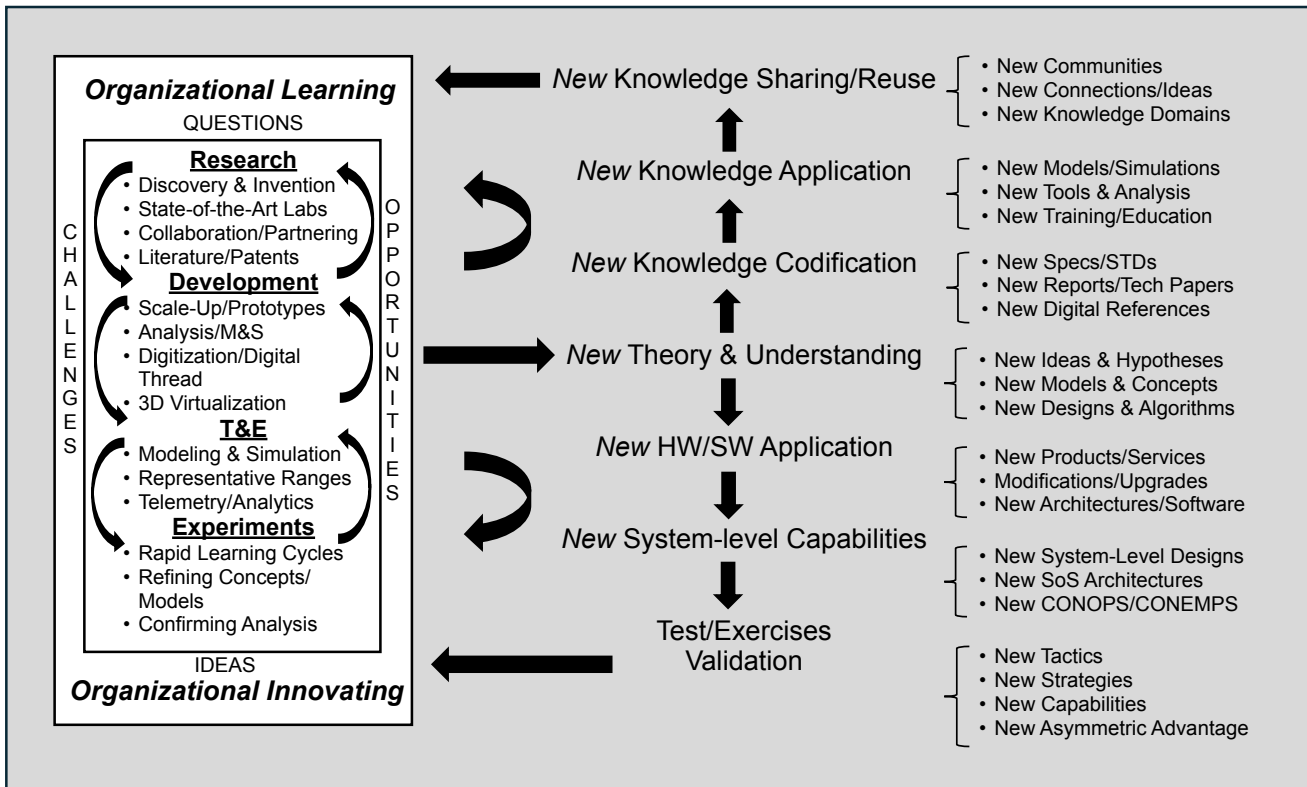 Organizational Learning
QUESTIONS
CHALLENGES
OPPORTUNITIES
Research
• Discovery & Invention
• State-of-the-Art Labs
• Collaboration/Partnering
• Literature/Patents
Development
• Scale-Up/Prototypes
• Analysis/M&S
• Digitization/Digital
Thread
• 3D Virtualization
T&E
• Modeling & Simulation
• Representative Ranges
• Telemetry/Analytics
Experiments
• Rapid Learning Cycles
• Refining Concepts/
Models
• Confirming Analysis
IDEAS
Organizational Innovating
New Knowledge Sharing/Reuse
• New Communities
• New Connections/Ideas
• New Knowledge Domains
New Knowledge Application
• New Models/Simulations
• New Tools & Analysis
• New Training/Education
New Knowledge Codification
• New Specs/STDs
• New Reports/Tech Papers
• New Digital References
New Theory & Understanding
• New Ideas & Hypotheses
• New Models & Concepts
• New Designs & Algorithms
New HW/SW Application
• New Products/Services
• Modifications/Upgrades
• New Architectures/Software
New System-level Capabilities
• New System-Level Designs
• New SoS Architectures
• New CONOPS/CONEMPS
Test/Exercises
Validation
• New Tactics
• New Strategies
• New Capabilities
• New Asymmetric Advantage